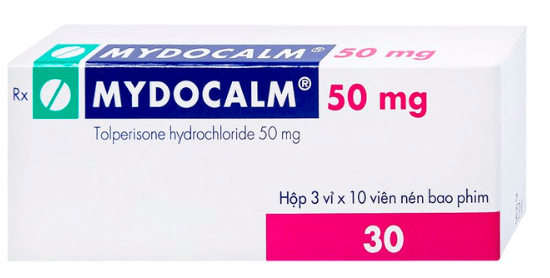 MYDOCALM® 50 mg
Rx MYDOCALM® 50 mg
Tolperisone hydrochloride 50 mg
Hộp 3 vỉ x 10 viên nén bao phim
30